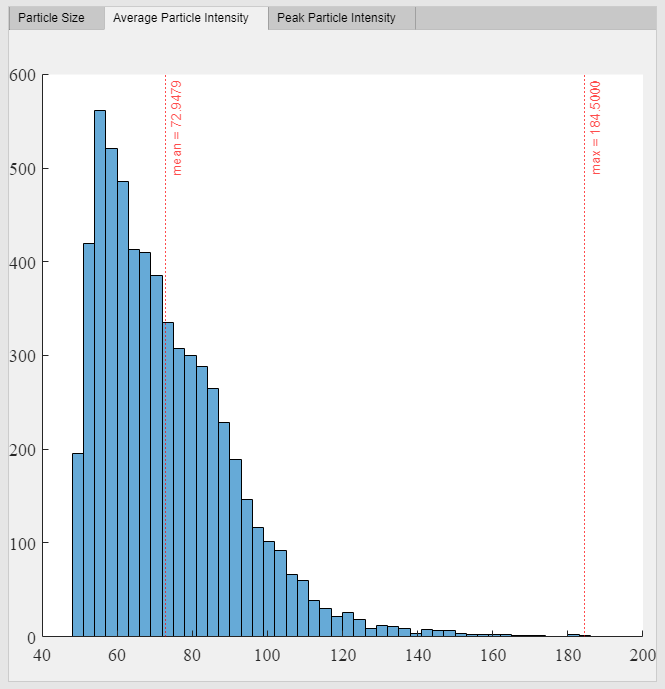 Particle Size Average Particle Intensity Peak Particle Intensity
600
500
400
300
200
100
0
mean = 72.9479
max = 184.5000
40 60 80 100 120 140 160 180 200